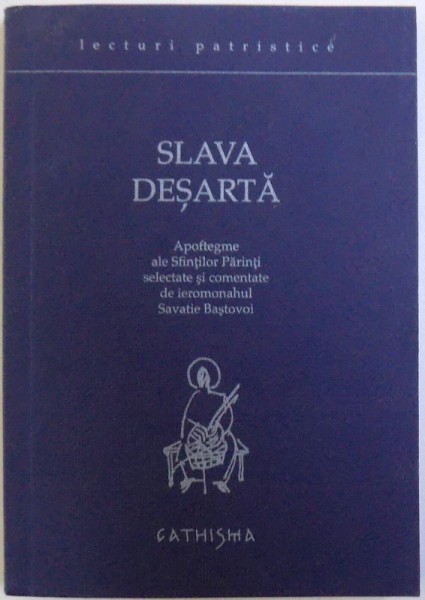 lecturi patristice
SLAVA
DEȘARTĂ
Apoftegme
ale Sfinților Părinți
selectate și comentate
de ieromonahul
Savatie Baștovoi
CATHISMA